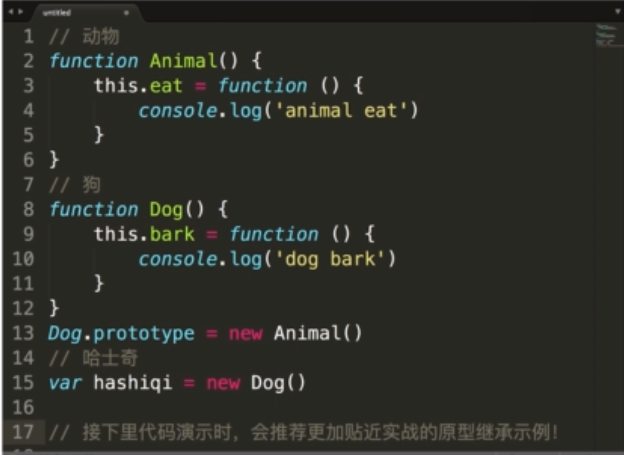 untitled
1 // 动物
2 function Animal() {
3     this.eat = function () {
4         console.log('animal eat')
5     }
6 }
7 // 狗
8 function Dog() {
9     this.bark = function () {
10         console.log('dog bark')
11     }
12 }
13 Dog.prototype = new Animal()
14 // 哈士奇
15 var hashiqi = new Dog()
16
17 // 接下里代码演示时，会推荐更加贴近实战的原型继承示例！